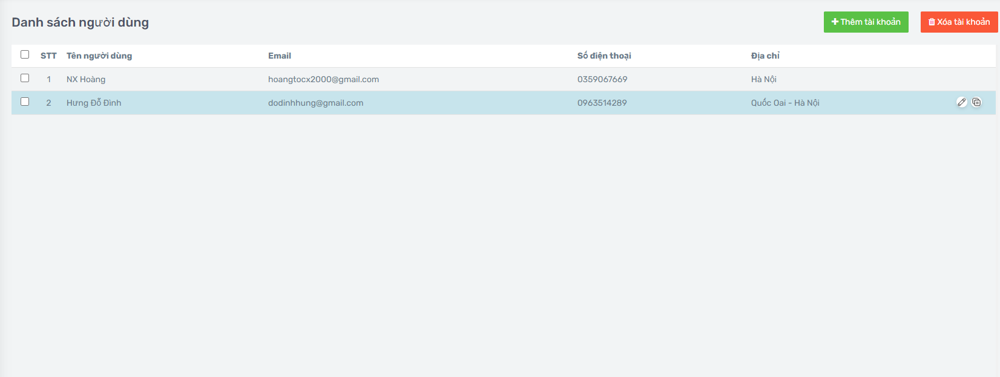 Danh sách người dùng
Thêm tài khoản
Xóa tài khoản
STT Tên người dùng Email Số điện thoại Địa chỉ
1 NX Hoàng hoangtocx2000@gmail.com 0359067669 Hà Nội
2 Hưng Đỗ Đình dodinhhung@gmail.com 0963514289 Quốc Oai - Hà Nội